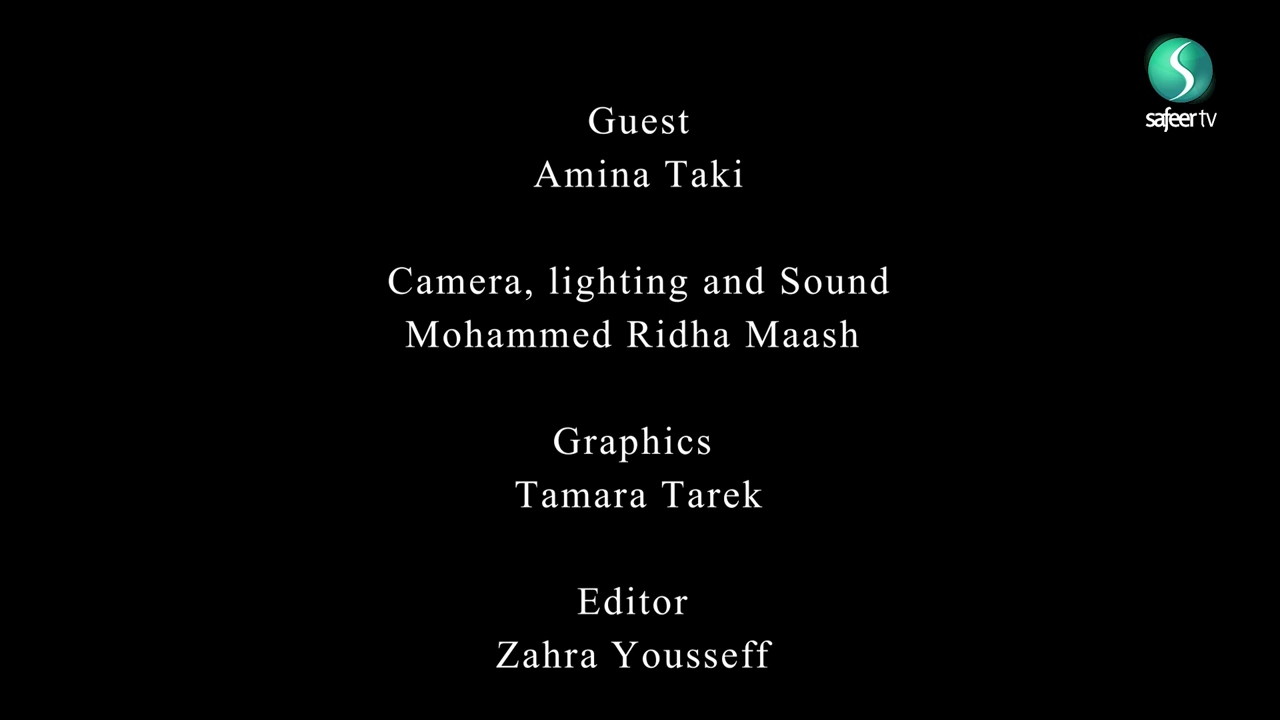 safeer tv
Guest
Amina Taki
Camera, lighting and Sound
Mohammed Ridha Maash
Graphics
Tamara Tarek
Editor
Zahra Yousseff